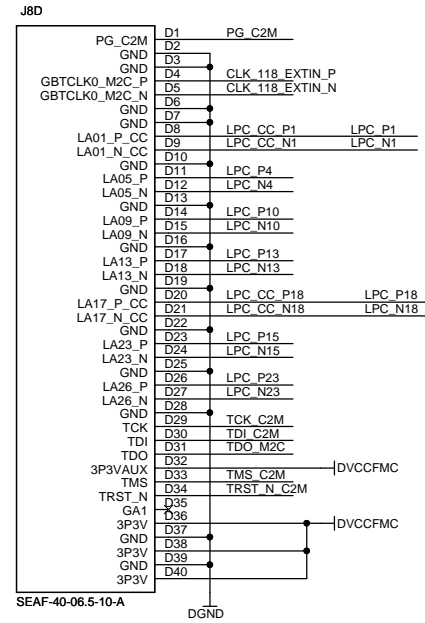 J8D
PG_C2M D1 PG_C2M
GND D2
GND D3
GBTCLK0_M2C_P D4 CLK_118_EXTIN_P
GBTCLK0_M2C_N D5 CLK_118_EXTIN_N
GND D6
GND D7
LA01_P_CC D8 LPC_CC_P1 LPC_P1
LA01_N_CC D9 LPC_CC_N1 LPC_N1
GND D10
LA05_P D11 LPC_P4
LA05_N D12 LPC_N4
GND D13
LA09_P D14 LPC_P10
LA09_N D15 LPC_N10
GND D16
LA13_P D17 LPC_P13
LA13_N D18 LPC_N13
GND D19
LA17_P_CC D20 LPC_CC_P18 LPC_P18
LA17_N_CC D21 LPC_CC_N18 LPC_N18
GND D22
LA23_P D23 LPC_P15
LA23_N D24 LPC_N15
GND D25
LA26_P D26 LPC_P23
LA26_N D27 LPC_N23
GND D28
TCK D29 TCK_C2M
TDI D30 TDI_C2M
TDO D31 TDO_M2C
3P3VAUX D32 DVCCFMC
TMS D33 TMS_C2M
TRST_N D34 TRST_N_C2M
GA1 D35
3P3V D36 DVCCFMC
GND D37
3P3V D38
GND D39
3P3V D40
SEAF-40-06.5-10-A
DGND